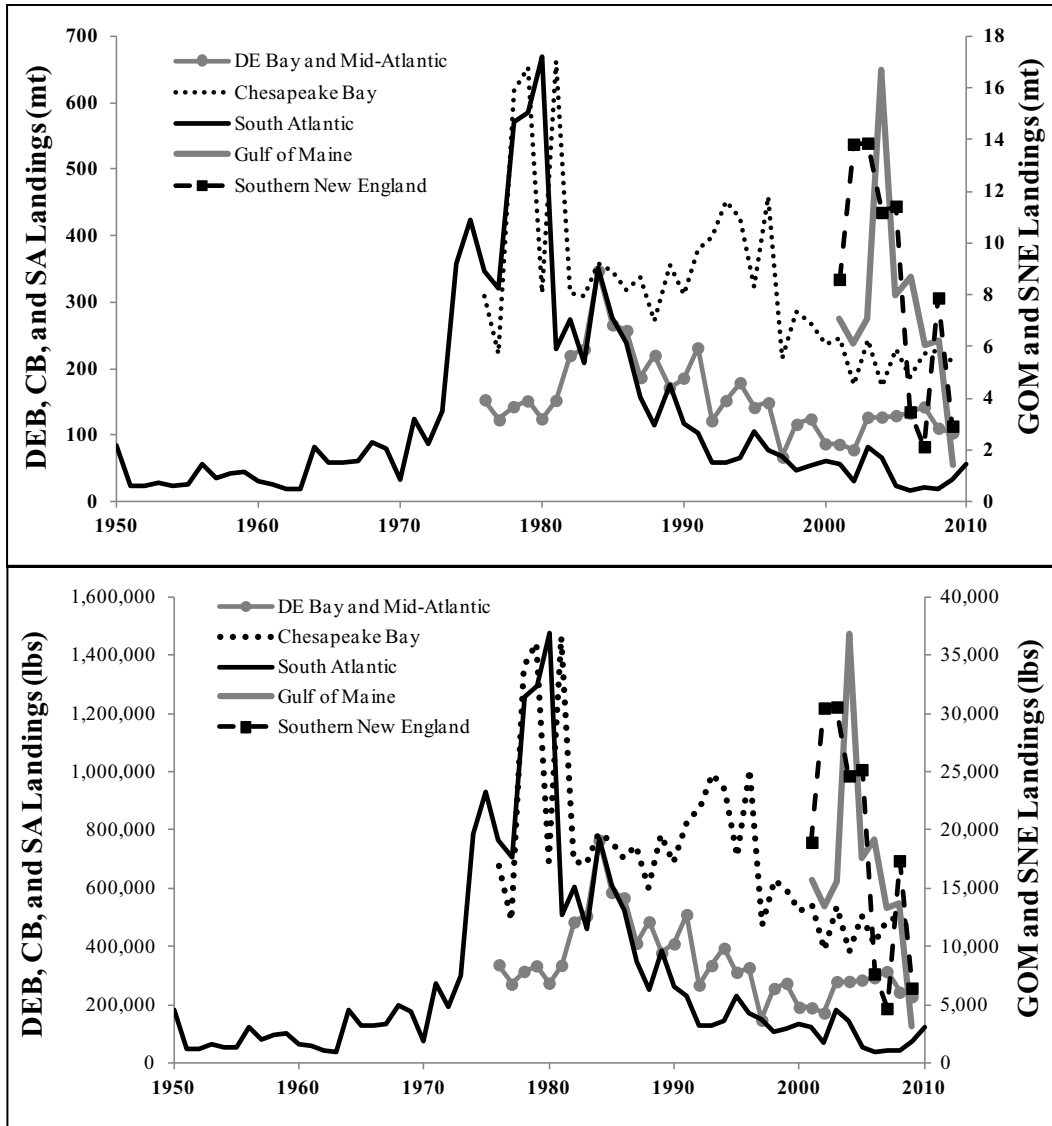 DEB, CB, and SA Landings (mt)
700
600
500
400
300
200
100
0
DE Bay and Mid-Atlantic
Chesapeake Bay
South Atlantic
Gulf of Maine
Southern New England
18
16
14
12
10
8
6
4
2
0
GOM and SNE Landings (mt)
1950 1960 1970 1980 1990 2000 2010
DEB, CB, and SA Landings (lbs)
1,600,000
1,400,000
1,200,000
1,000,000
800,000
600,000
400,000
200,000
0
DE Bay and Mid-Atlantic
Chesapeake Bay
South Atlantic
Gulf of Maine
Southern New England
40,000
35,000
30,000
25,000
20,000
15,000
10,000
5,000
0
GOM and SNE Landings (lbs)
1950 1960 1970 1980 1990 2000 2010